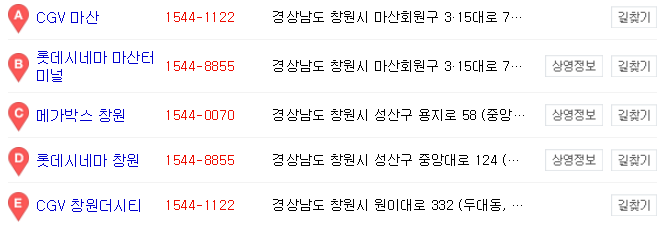 A CGV 마산 1544-1122 경상남도 창원시 마산회원구 3·15대로 7… 길찾기
B 롯데시네마 마산터미널 1544-8855 경상남도 창원시 마산회원구 3·15대로 7… 상영정보 길찾기
C 메가박스 창원 1544-0070 경상남도 창원시 성산구 용지로 58 (중앙… 상영정보 길찾기
D 롯데시네마 창원 1544-8855 경상남도 창원시 성산구 중앙대로 124 (… 상영정보 길찾기
E CGV 창원더시티 1544-1122 경상남도 창원시 원이대로 332 (두대동, … 길찾기